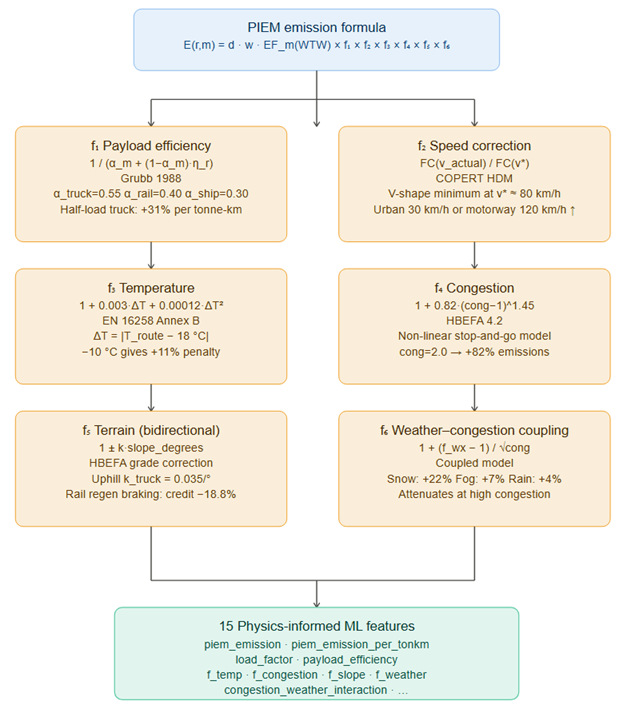 PIEM emission formula
E(r,m) = d · w · EF_m(WTW) × f₁ × f₂ × f₃ × f₄ × f₅ × f₆
f₁ Payload efficiency
1 / (α_m + (1−α_m)·η_r)
Grubb 1988
α_truck=0.55 α_rail=0.40 α_ship=0.30
Half-load truck: +31% per tonne-km
f₂ Speed correction
FC(v_actual) / FC(v*)
COPERT HDM
V-shape minimum at v* ≈ 80 km/h
Urban 30 km/h or motorway 120 km/h ↑
f₃ Temperature
1 + 0.003·ΔT + 0.00012·ΔT²
EN 16258 Annex B
ΔT = |T_route − 18 °C|
−10 °C gives +11% penalty
f₄ Congestion
1 + 0.82·(cong−1)^1.45
HBEFA 4.2
Non-linear stop-and-go model
cong=2.0 → +82% emissions
f₅ Terrain (bidirectional)
1 ± k·slope_degrees
HBEFA grade correction
Uphill k_truck = 0.035/°
Rail regen braking: credit −18.8%
f₆ Weather–congestion coupling
1 + (f_wx − 1) / √cong
Coupled model
Snow: +22% Fog: +7% Rain: +4%
Attenuates at high congestion
15 Physics-informed ML features
piem_emission · piem_emission_per_tonkm
load_factor · payload_efficiency
f_temp · f_congestion · f_slope · f_weather
congestion_weather_interaction · …